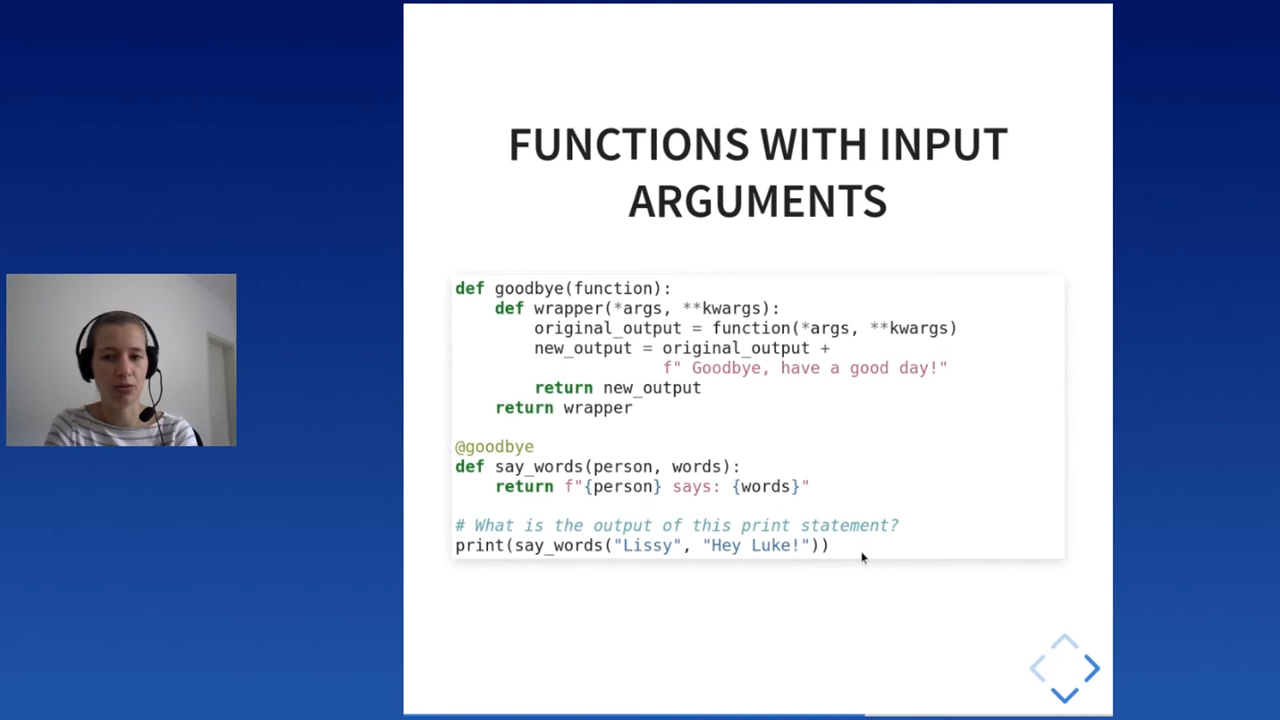 FUNCTIONS WITH INPUT
ARGUMENTS
def goodbye(function):
    def wrapper(*args, **kwargs):
        original_output = function(*args, **kwargs)
        new_output = original_output +
                     f" Goodbye, have a good day!"
        return new_output
    return wrapper
@goodbye
def say_words(person, words):
    return f"{person} says: {words}"
# What is the output of this print statement?
print(say_words("Lissy", "Hey Luke!"))